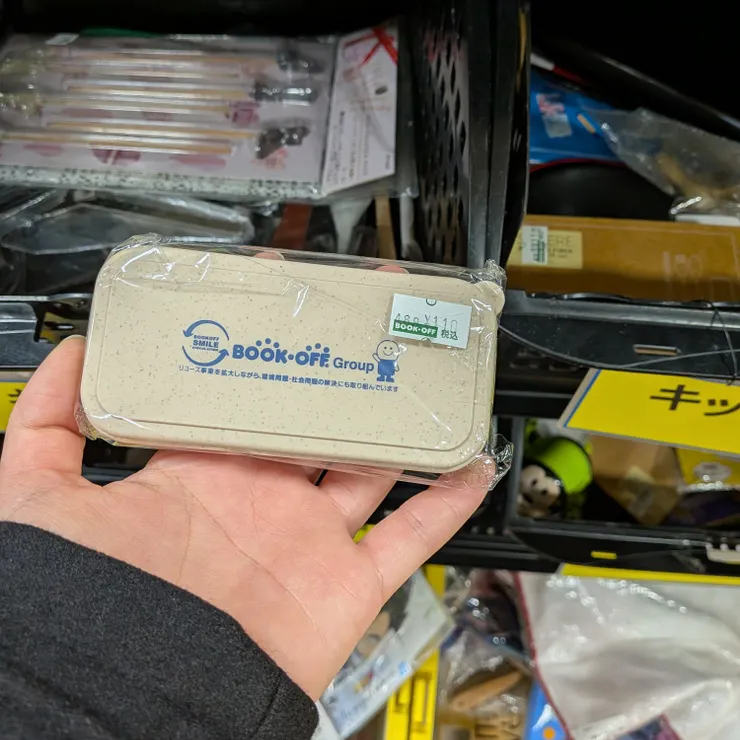 48P ¥110
BOOK·OFF 税込
BOOKOFF
SMILE
BOOK·OFF Group
リユース事業を拡大しながら、環境問題・社会問題の解決にも取り組んでいます
キッ